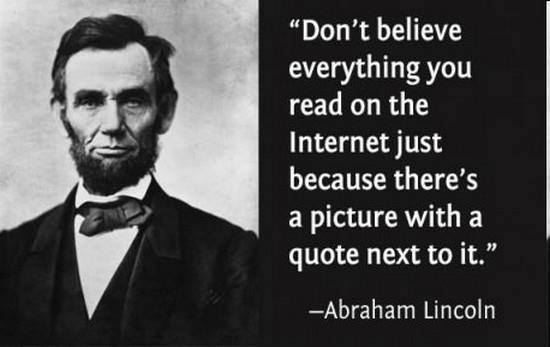 “Don’t believe
everything you
read on the
Internet just
because there’s
a picture with a
quote next to it.”
–Abraham Lincoln